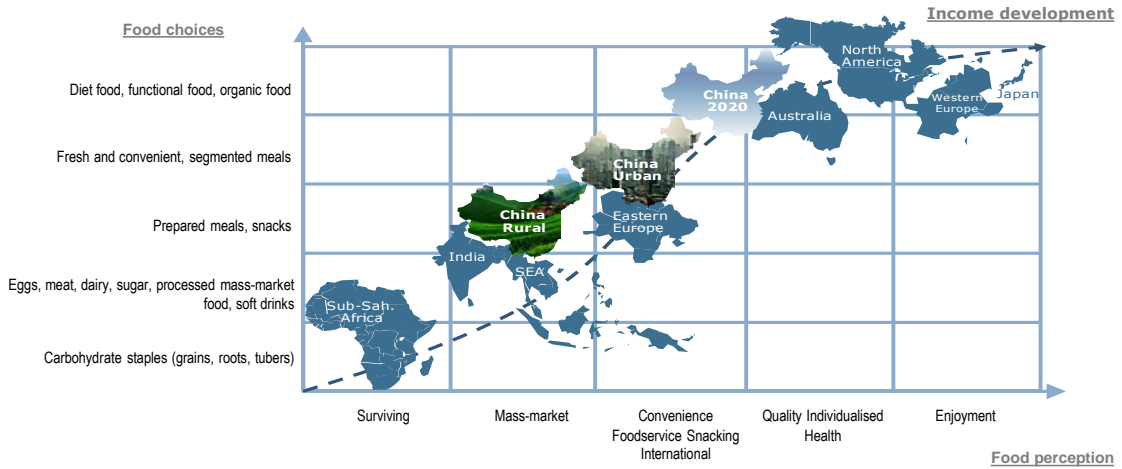 Income development
Food choices
North
America
Diet food, functional food, organic food
China
2020
Western
Europe
Japan
Australia
Fresh and convenient, segmented meals
China
Urban
Prepared meals, snacks
China
Rural
Eastern
Europe
India
SEA
Eggs, meat, dairy, sugar, processed mass-market
food, soft drinks
Sub-Sah.
Africa
Carbohydrate staples (grains, roots, tubers)
Surviving
Mass-market
Convenience
Foodservice Snacking
International
Quality Individualised
Health
Enjoyment
Food perception